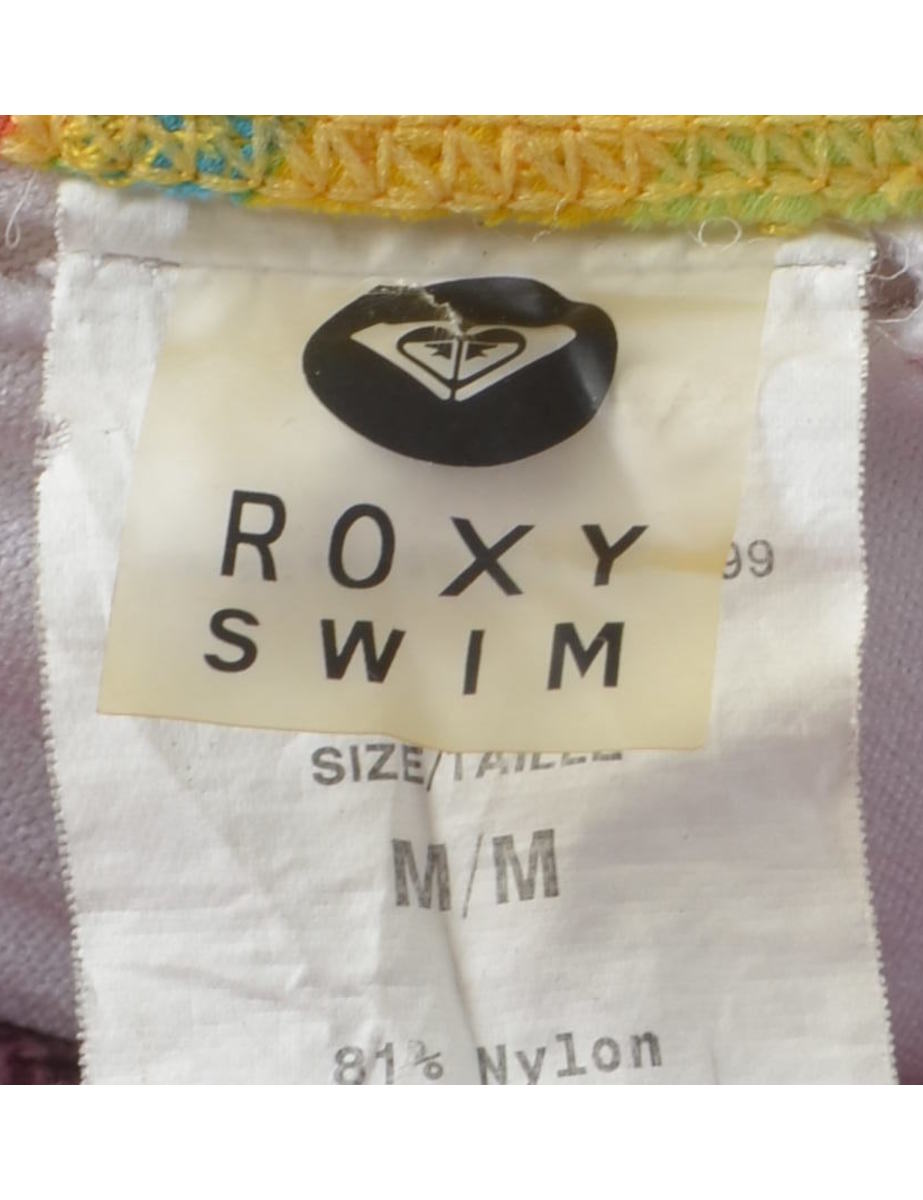 ROXY
99
SWIM
SIZE/TAILLE
M/M
81% Nylon